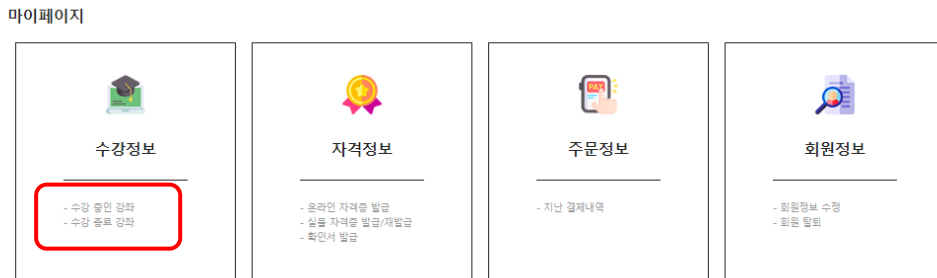 마이페이지
수강정보
- 수강 중인 강좌
- 수강 종료 강좌
자격정보
- 온라인 자격증 발급
- 실물 자격증 발급/재발급
- 확인서 발급
PAY
주문정보
- 지난 결제내역
회원정보
- 회원정보 수정
- 회원 탈퇴